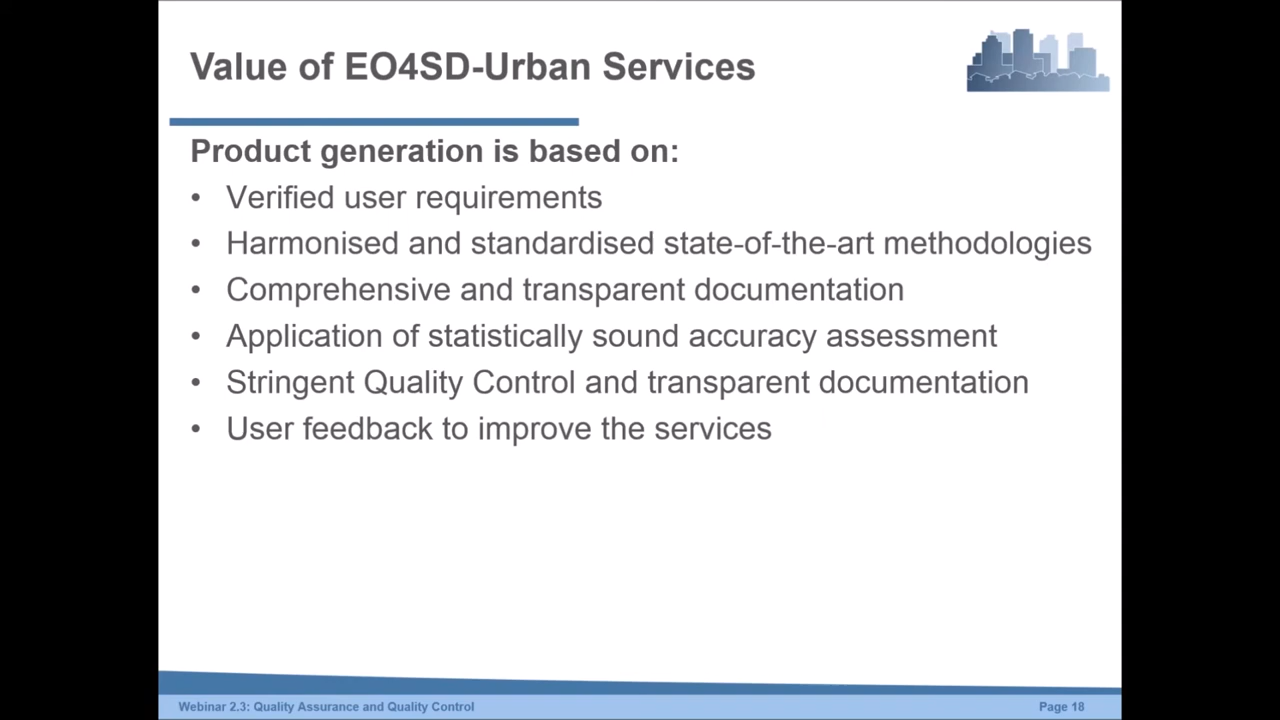 Value of EO4SD-Urban Services
Product generation is based on:
• Verified user requirements
• Harmonised and standardised state-of-the-art methodologies
• Comprehensive and transparent documentation
• Application of statistically sound accuracy assessment
• Stringent Quality Control and transparent documentation
• User feedback to improve the services
Webinar 2.3: Quality Assurance and Quality Control
Page 18